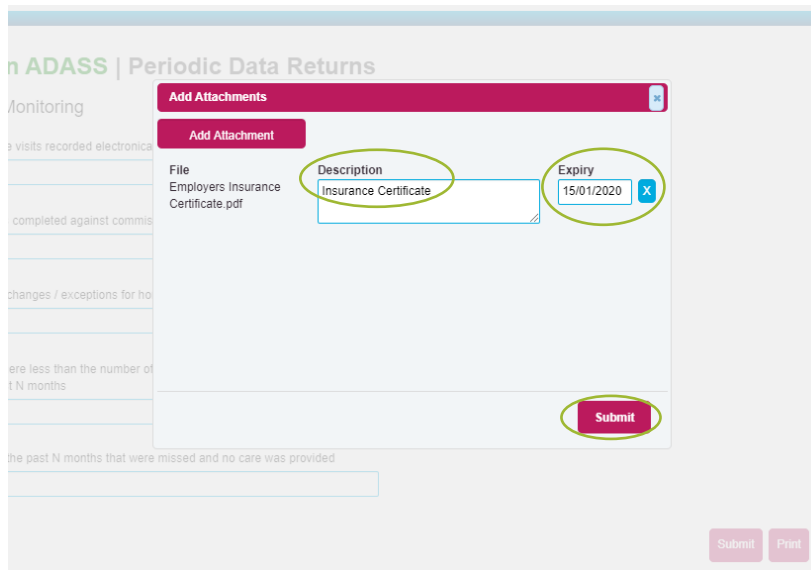 n ADASS | Periodic Data Returns
Monitoring
e visits recorded electronica
completed against commis
changes / exceptions for ho
ere less than the number of
t N months
the past N months that were missed and no care was provided
Submit Print
Add Attachments
x
Add Attachment
File Description Expiry
Employers Insurance Certificate.pdf
Insurance Certificate
15/01/2020 X
Submit